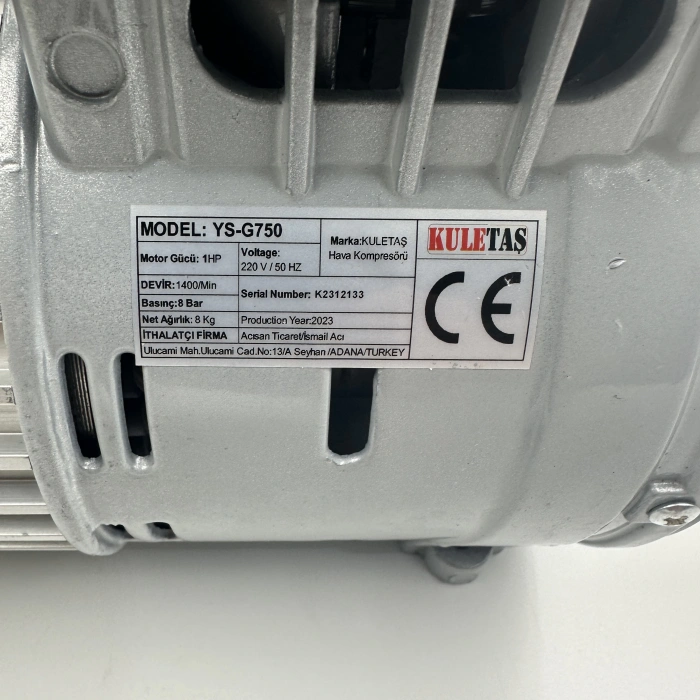 MODEL: YS-G750
Motor Gücü: 1HP
Voltage:
220 V / 50 HZ
Marka:KULETAŞ
Hava Kompresörü
KULETAŞ
DEVİR:1400/Min
Basınç:8 Bar
Serial Number: K2312133
CE
Net Ağırlık: 8 Kg
Production Year:2023
İTHALATÇI FİRMA
Acısan Ticaret/İsmail Acı
Ulucami Mah.Ulucami Cad.No:13/A Seyhan /ADANA/TURKEY